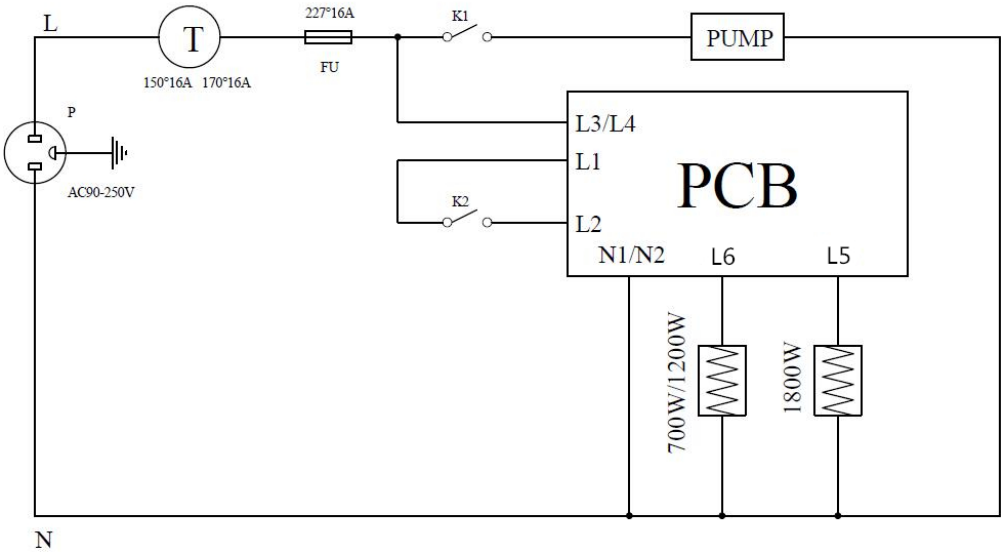 L
T
150°16A 170°16A
227°16A
FU
K1
PUMP
P
AC90-250V
L3/L4
L1
K2
L2
PCB
N1/N2
L6
L5
700W/1200W
1800W
N